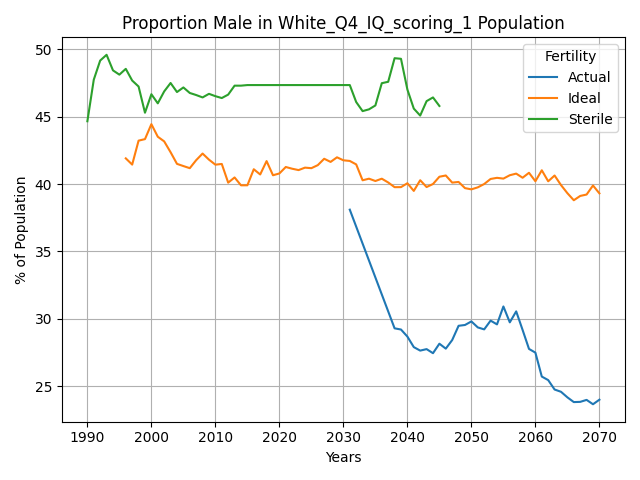 Proportion Male in White_Q4_IQ_scoring_1 Population
% of Population
50
45
40
35
30
25
Fertility
Actual
Ideal
Sterile
1990 2000 2010 2020 2030 2040 2050 2060 2070
Years